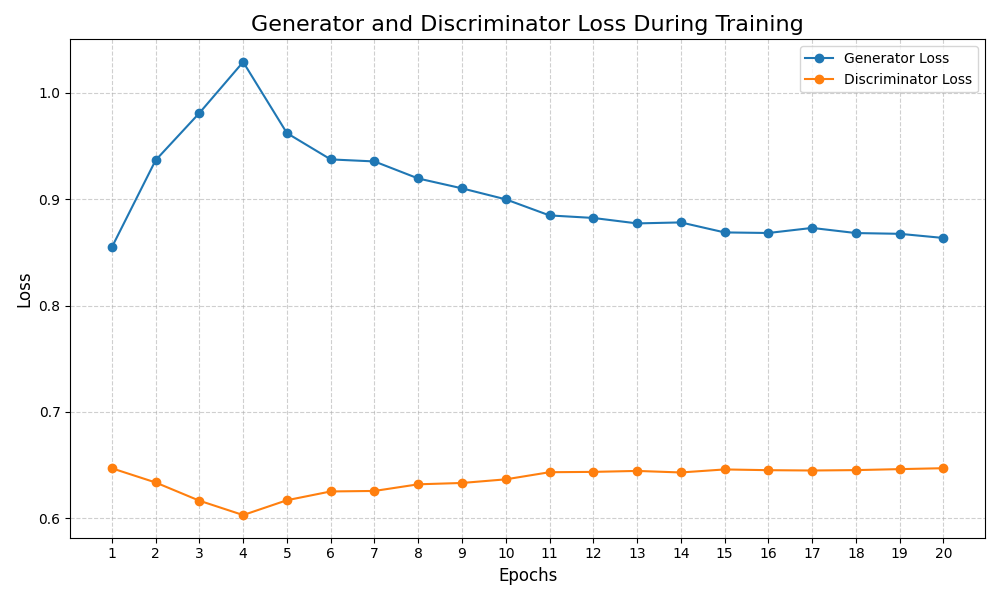 Generator and Discriminator Loss During Training
Generator Loss
Discriminator Loss
1.0
0.9
0.8
0.7
0.6
Loss
1 2 3 4 5 6 7 8 9 10 11 12 13 14 15 16 17 18 19 20
Epochs